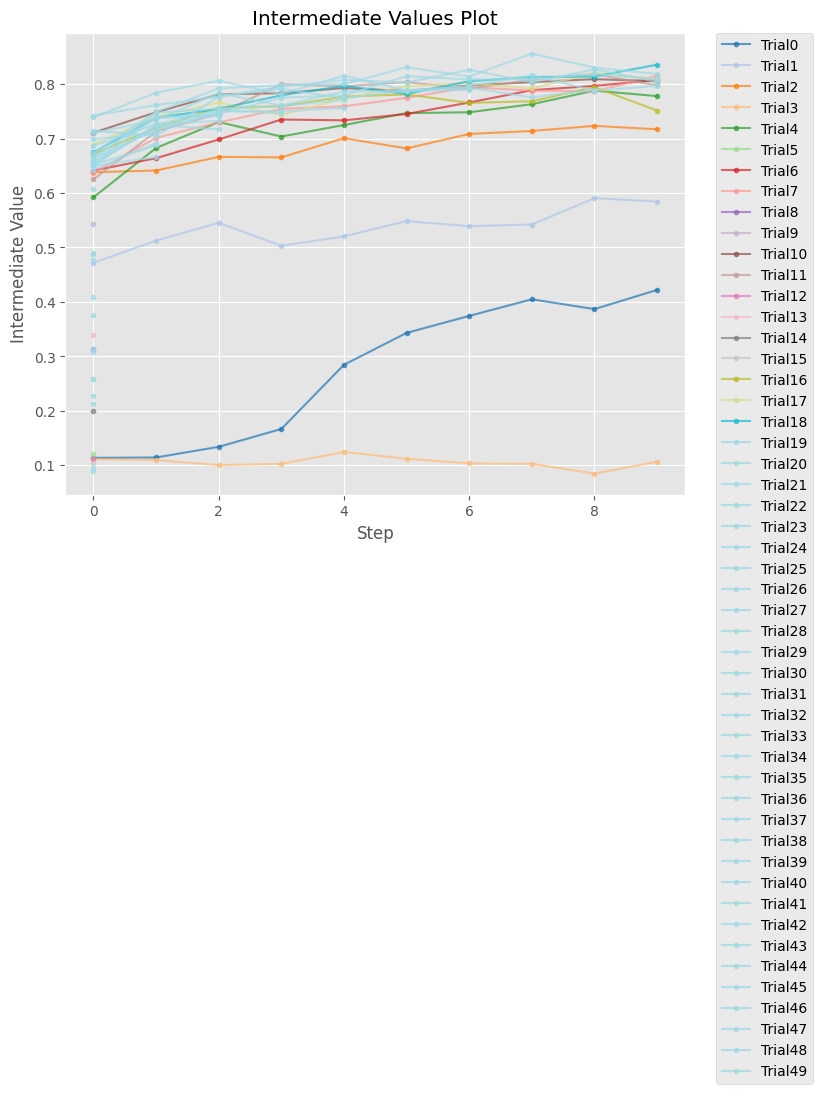 Intermediate Values Plot
Intermediate Value
0.8
0.7
0.6
0.5
0.4
0.3
0.2
0.1
0
2
4
6
8
Step
Trial0
Trial1
Trial2
Trial3
Trial4
Trial5
Trial6
Trial7
Trial8
Trial9
Trial10
Trial11
Trial12
Trial13
Trial14
Trial15
Trial16
Trial17
Trial18
Trial19
Trial20
Trial21
Trial22
Trial23
Trial24
Trial25
Trial26
Trial27
Trial28
Trial29
Trial30
Trial31
Trial32
Trial33
Trial34
Trial35
Trial36
Trial37
Trial38
Trial39
Trial40
Trial41
Trial42
Trial43
Trial44
Trial45
Trial46
Trial47
Trial48
Trial49